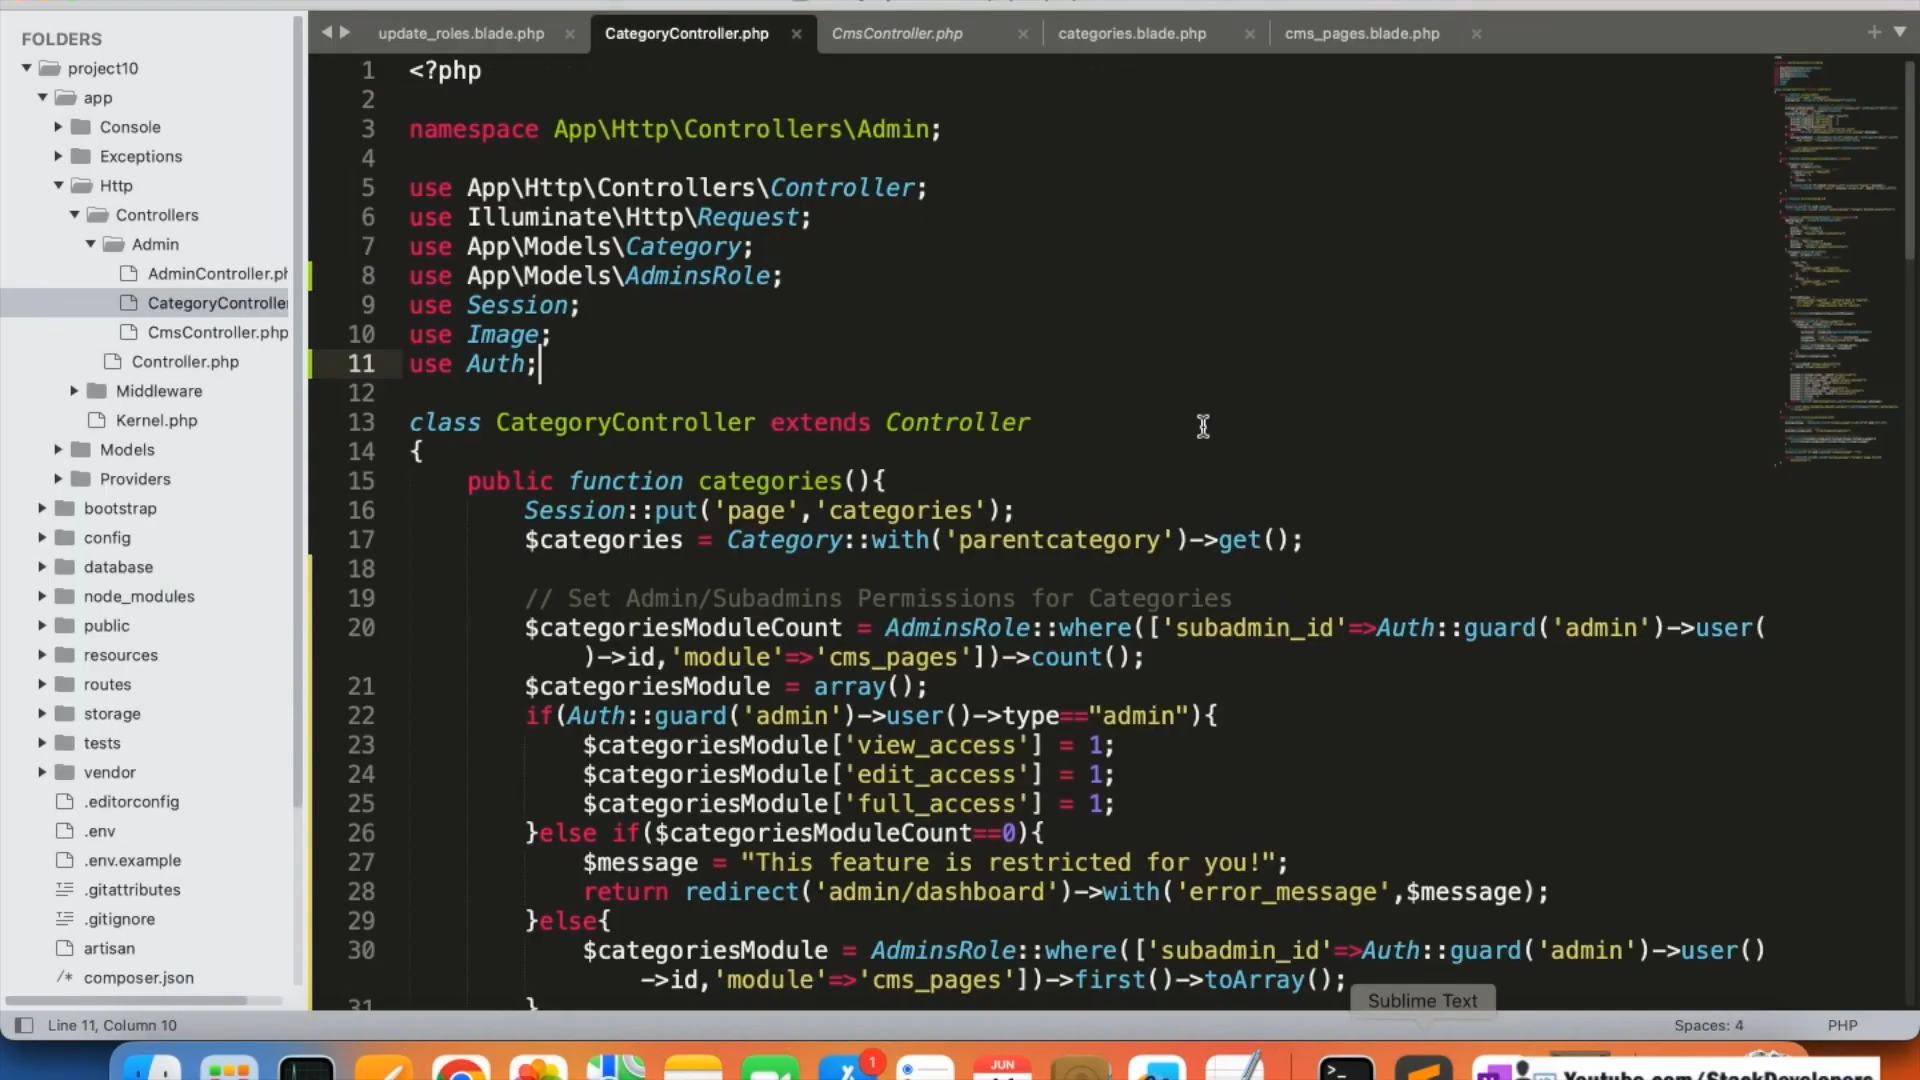 FOLDERS
project10
app
Console
Exceptions
Http
Controllers
Admin
AdminController.ph
CategoryController
CmsController.php
Controller.php
Middleware
Kernel.php
Models
Providers
bootstrap
config
database
node_modules
public
resources
routes
storage
tests
vendor
.editorconfig
.env
.env.example
.gitattributes
.gitignore
artisan
/* composer.json
update_roles.blade.php × CategoryController.php × CmsController.php × categories.blade.php × cms_pages.blade.php ×
1 <?php
2
3 namespace App\Http\Controllers\Admin;
4
5 use App\Http\Controllers\Controller;
6 use Illuminate\Http\Request;
7 use App\Models\Category;
8 use App\Models\AdminsRole;
9 use Session;
10 use Image;
11 use Auth;
12
13 class CategoryController extends Controller
14 {
15 public function categories(){
16 Session::put('page','categories');
17 $categories = Category::with('parentcategory')->get();
18
19 // Set Admin/Subadmins Permissions for Categories
20 $categoriesModuleCount = AdminsRole::where(['subadmin_id'=>Auth::guard('admin')->user(
)->id,'module'=>'cms_pages'])->count();
21 $categoriesModule = array();
22 if(Auth::guard('admin')->user()->type=="admin"){
23 $categoriesModule['view_access'] = 1;
24 $categoriesModule['edit_access'] = 1;
25 $categoriesModule['full_access'] = 1;
26 }else if($categoriesModuleCount==0){
27 $message = "This feature is restricted for you!";
28 return redirect('admin/dashboard')->with('error_message',$message);
29 }else{
30 $categoriesModule = AdminsRole::where(['subadmin_id'=>Auth::guard('admin')->user()
->id,'module'=>'cms_pages'])->first()->toArray();
31 }
Sublime Text
Line 11, Column 10
Spaces: 4
PHP
1
JUN
Youtube.com/StackDevelopers